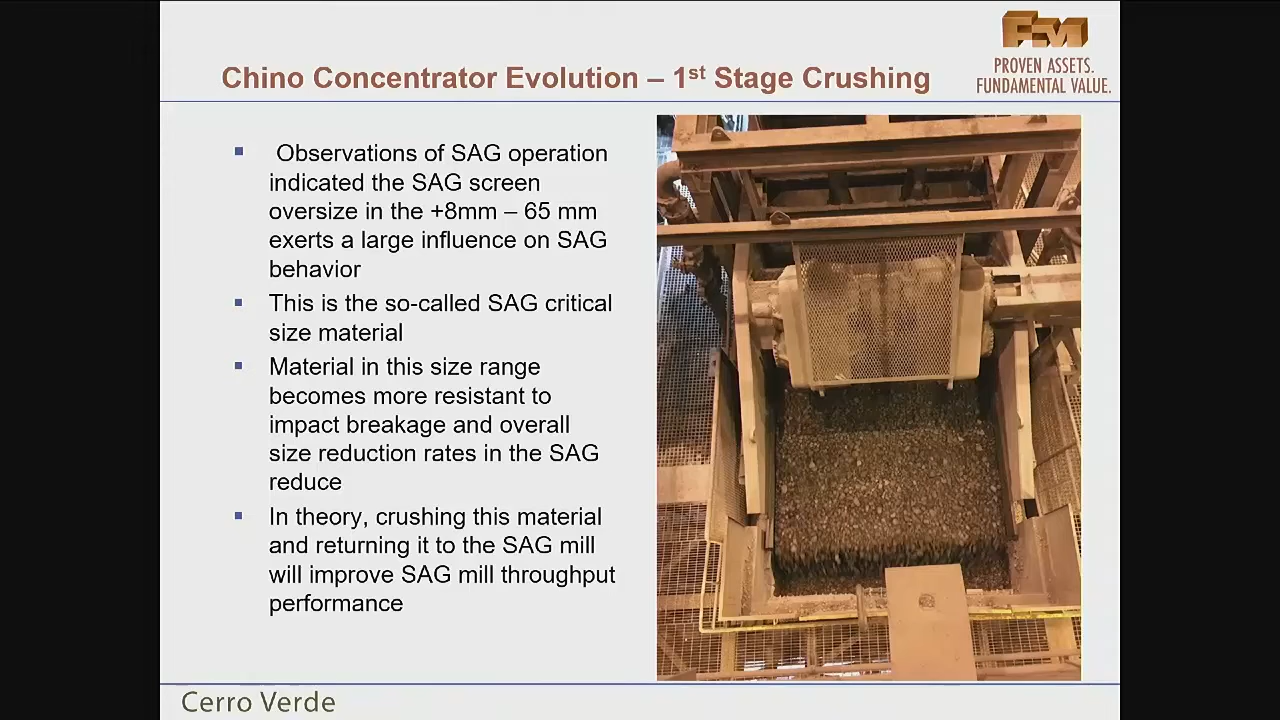 FM
PROVEN ASSETS.
FUNDAMENTAL VALUE.
Chino Concentrator Evolution – 1st Stage Crushing
Observations of SAG operation
indicated the SAG screen
oversize in the +8mm – 65 mm
exerts a large influence on SAG
behavior
This is the so-called SAG critical
size material
Material in this size range
becomes more resistant to
impact breakage and overall
size reduction rates in the SAG
reduce
In theory, crushing this material
and returning it to the SAG mill
will improve SAG mill throughput
performance
Cerro Verde